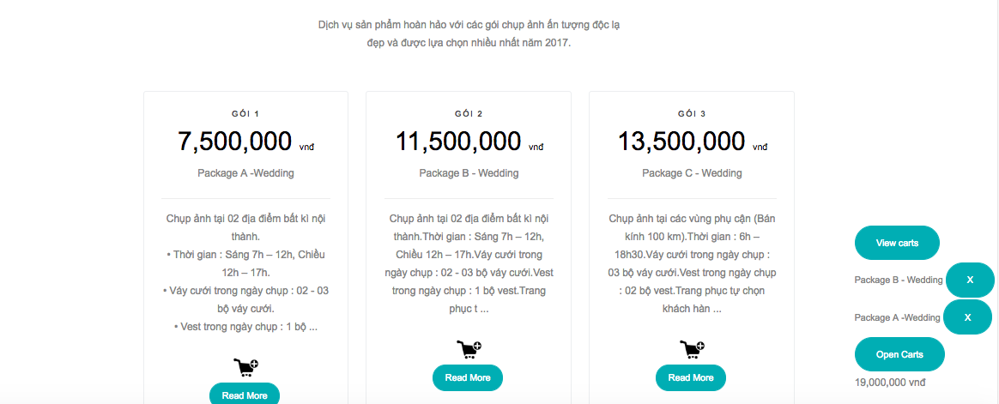 Dịch vụ sản phẩm hoàn hảo với các gói chụp ảnh ấn tượng độc lạ
đẹp và được lựa chọn nhiều nhất năm 2017.
GÓI 1
7,500,000 vnđ
Package A -Wedding
Chụp ảnh tại 02 địa điểm bất kì nội
thành.
• Thời gian : Sáng 7h – 12h, Chiều
12h – 17h.
• Váy cưới trong ngày chụp : 02 - 03
bộ váy cưới.
• Vest trong ngày chụp : 1 bộ ...
Read More
GÓI 2
11,500,000 vnđ
Package B - Wedding
Chụp ảnh tại 02 địa điểm bất kì nội
thành.Thời gian : Sáng 7h – 12h,
Chiều 12h – 17h.Váy cưới trong
ngày chụp : 02 - 03 bộ váy cưới.Vest
trong ngày chụp : 1 bộ vest.Trang
phục t ...
Read More
GÓI 3
13,500,000 vnđ
Package C - Wedding
Chụp ảnh tại các vùng phụ cận (Bán
kính 100 km).Thời gian : 6h –
18h30.Váy cưới trong ngày chụp :
03 bộ váy cưới.Vest trong ngày chụp
: 02 bộ vest.Trang phục tự chọn
khách hàn ...
Read More
View carts
Package B - Wedding X
Package A -Wedding X
Open Carts
19,000,000 vnđ